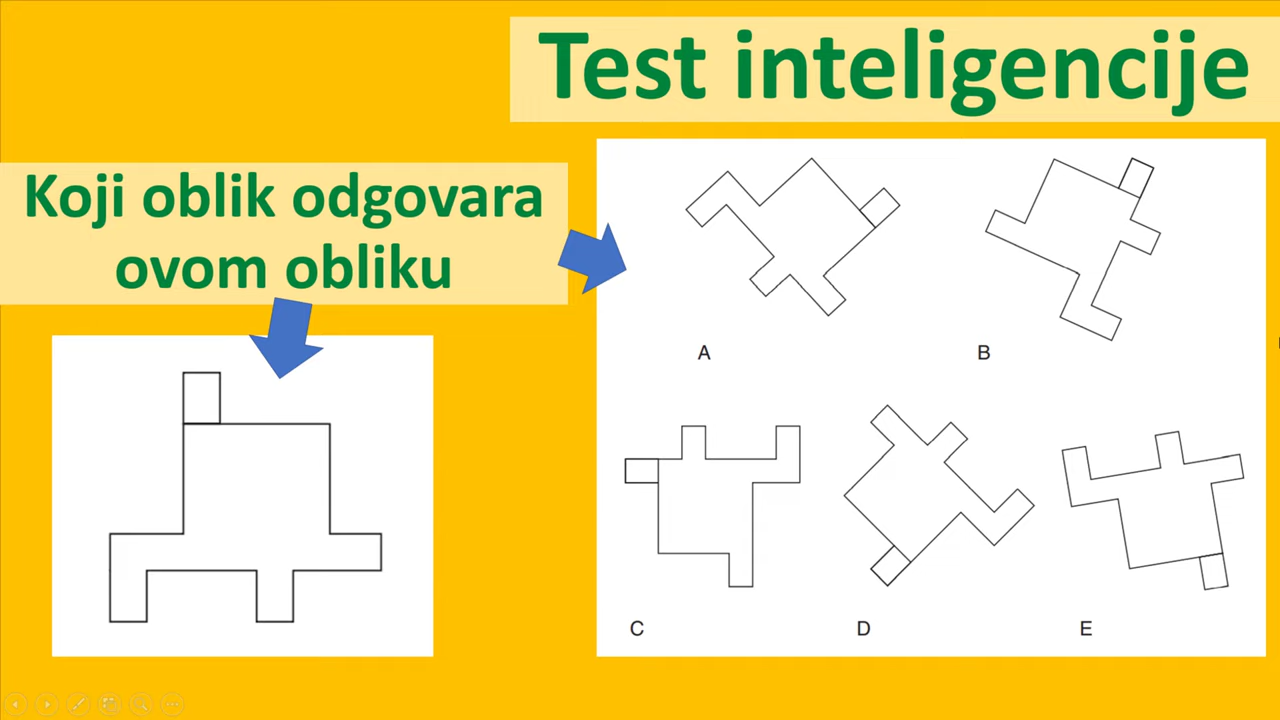 Test inteligencije
Koji oblik odgovara
ovom obliku
A
B
C
D
E